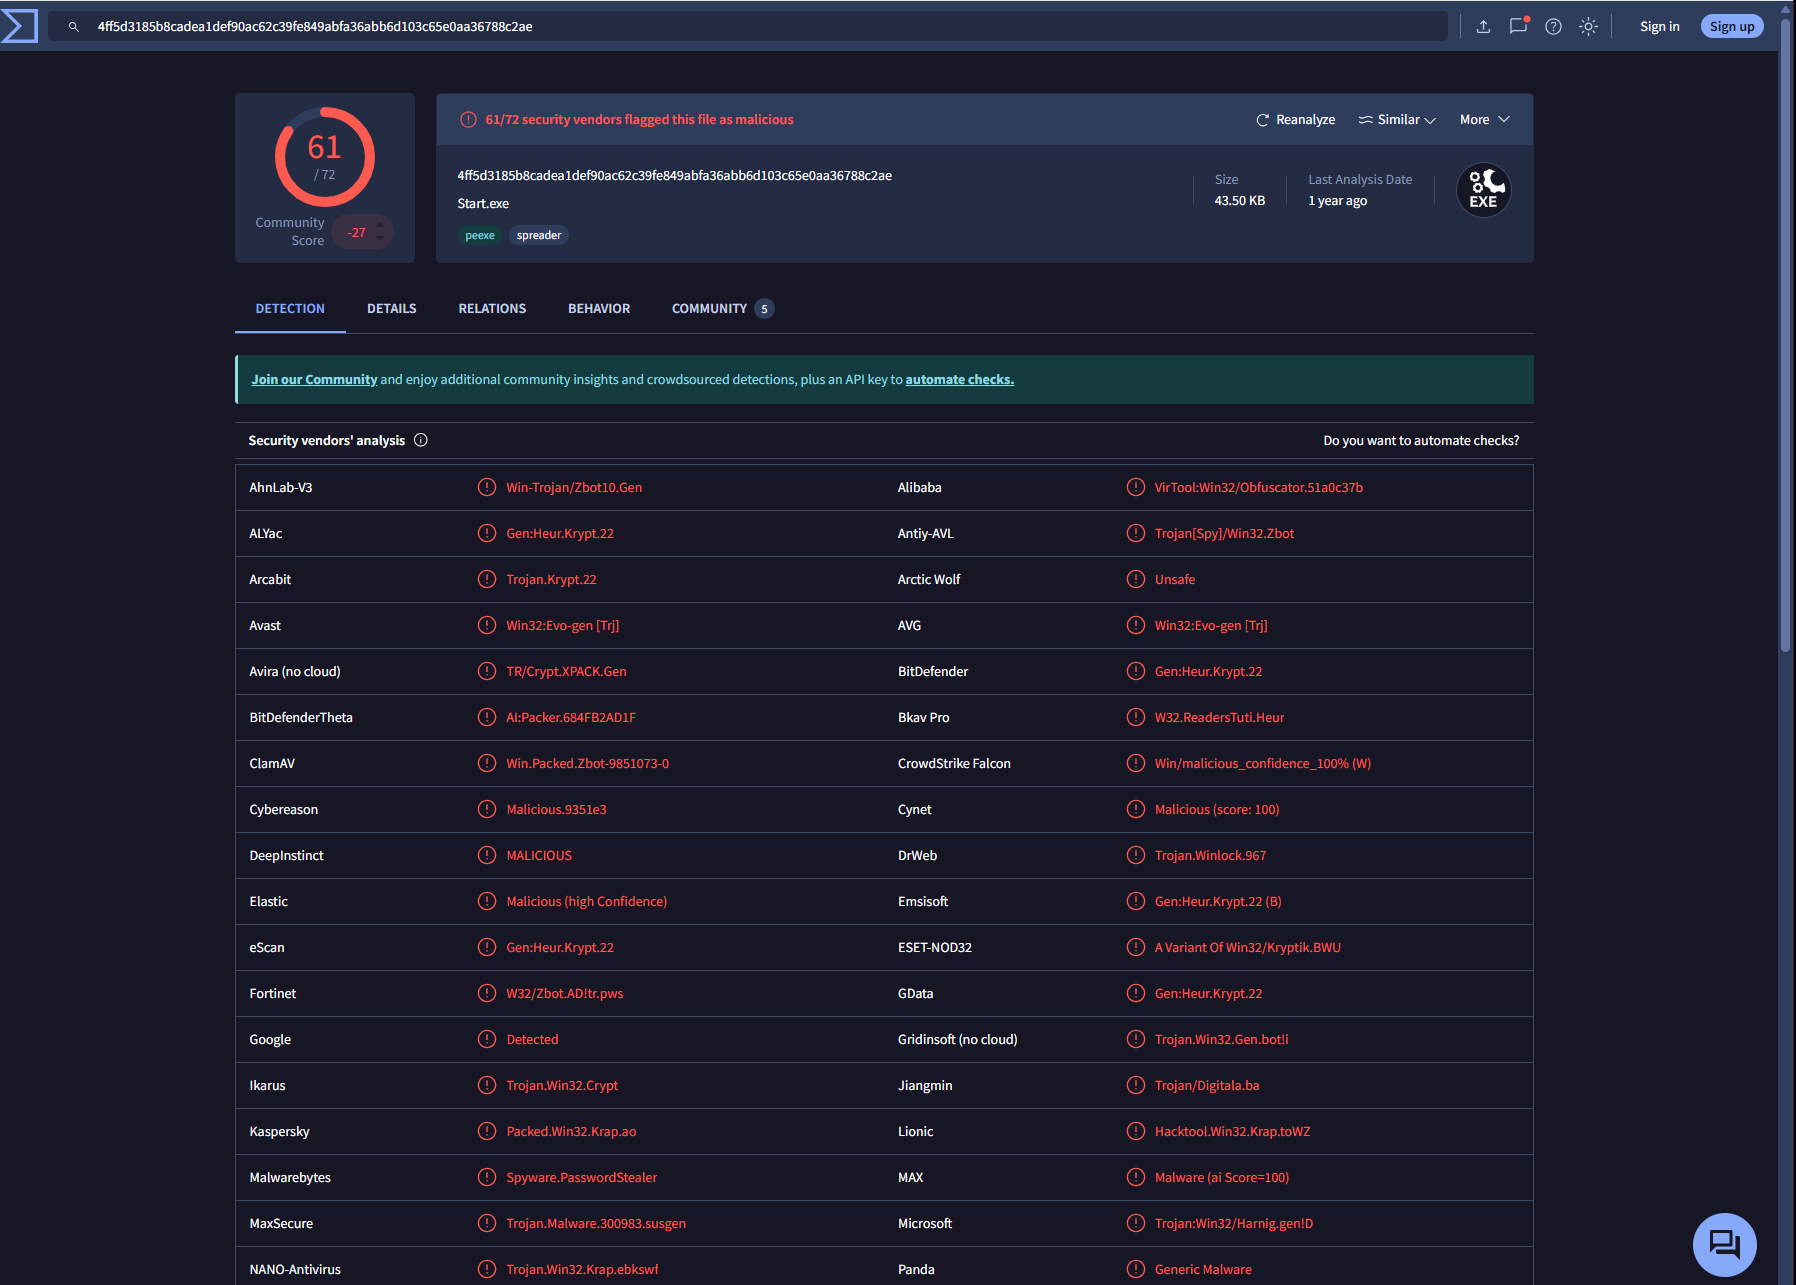 4ff5d3185b8cadea1def90ac62c39fe849abfa36abb6d103c65e0aa36788c2ae
Sign in
Sign up
61
/ 72
Community
Score
-27
61/72 security vendors flagged this file as malicious
Reanalyze
Similar
More
4ff5d3185b8cadea1def90ac62c39fe849abfa36abb6d103c65e0aa36788c2ae
Start.exe
peexe
spreader
Size
43.50 KB
Last Analysis Date
1 year ago
EXE
DETECTION
DETAILS
RELATIONS
BEHAVIOR
COMMUNITY 5
Join our Community and enjoy additional community insights and crowdsourced detections, plus an API key to automate checks.
Security vendors' analysis
Do you want to automate checks?
AhnLab-V3 Win-Trojan/Zbot10.Gen Alibaba VirTool:Win32/Obfuscator.51a0c37b
ALYac Gen:Heur.Krypt.22 Antiy-AVL Trojan[Spy]/Win32.Zbot
Arcabit Trojan.Krypt.22 Arctic Wolf Unsafe
Avast Win32:Evo-gen [Trj] AVG Win32:Evo-gen [Trj]
Avira (no cloud) TR/Crypt.XPACK.Gen BitDefender Gen:Heur.Krypt.22
BitDefenderTheta AI:Packer.684FB2AD1F Bkav Pro W32.ReadersTuti.Heur
ClamAV Win.Packed.Zbot-9851073-0 CrowdStrike Falcon Win/malicious_confidence_100% (W)
Cybereason Malicious.9351e3 Cynet Malicious (score: 100)
DeepInstinct MALICIOUS DrWeb Trojan.Winlock.967
Elastic Malicious (high Confidence) Emsisoft Gen:Heur.Krypt.22 (B)
eScan Gen:Heur.Krypt.22 ESET-NOD32 A Variant Of Win32/Kryptik.BWU
Fortinet W32/Zbot.AD!tr.pws GData Gen:Heur.Krypt.22
Google Detected Gridinsoft (no cloud) Trojan.Win32.Gen.bot!i
Ikarus Trojan.Win32.Crypt Jiangmin Trojan/Digitala.ba
Kaspersky Packed.Win32.Krap.ao Lionic Hacktool.Win32.Krap.toWZ
Malwarebytes Spyware.PasswordStealer MAX Malware (ai Score=100)
MaxSecure Trojan.Malware.300983.susgen Microsoft Trojan:Win32/Harnig.gen!D
NANO-Antivirus Trojan.Win32.Krap.ebkswf Panda Generic Malware